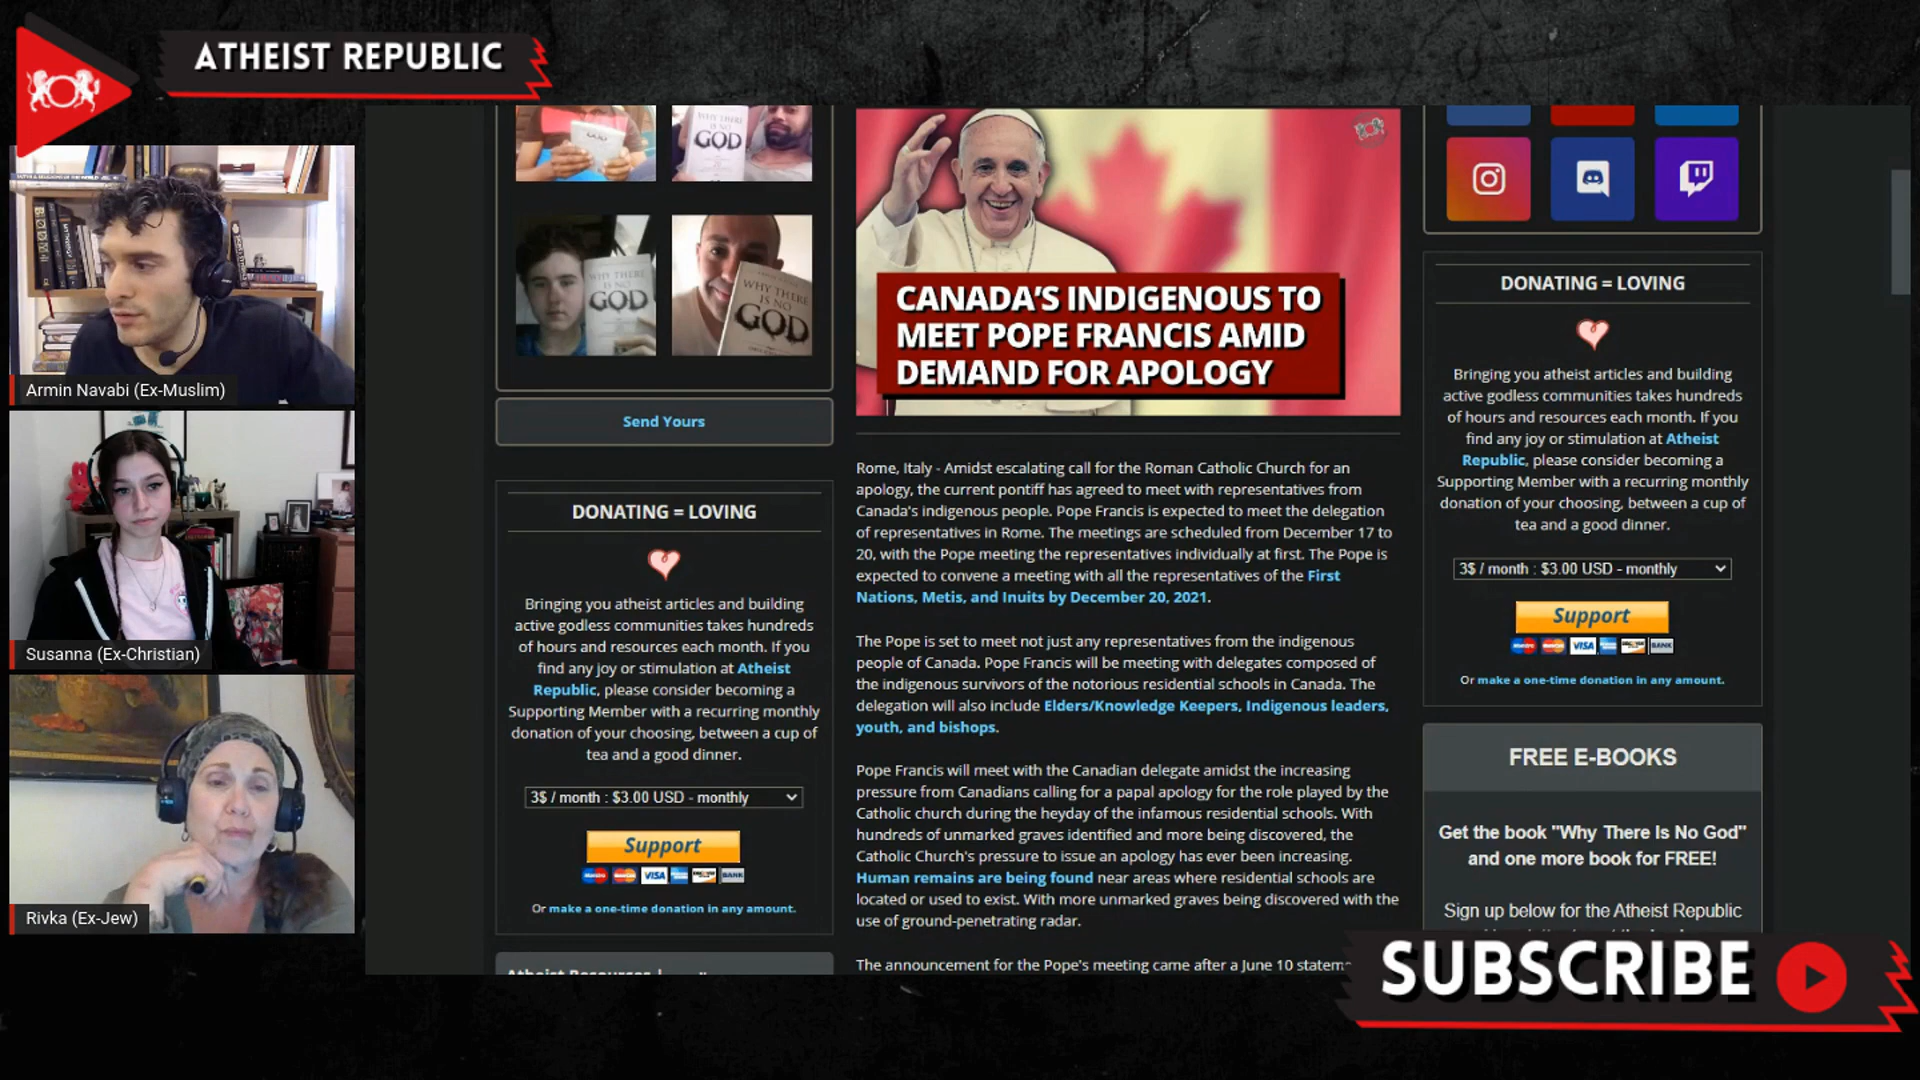 ATHEIST REPUBLIC
Armin Navabi (Ex-Muslim)
Susanna (Ex-Christian)
Rivka (Ex-Jew)
WHY THERE
GOD
WHY THERE
IS NO
GOD
WHY THERE
IS NO
GOD
Send Yours
DONATING = LOVING
Bringing you atheist articles and building
active godless communities takes hundreds
of hours and resources each month. If you
find any joy or stimulation at Atheist
Republic, please consider becoming a
Supporting Member with a recurring monthly
donation of your choosing, between a cup of
tea and a good dinner.
3$ / month : $3.00 USD - monthly
Support
VISA
BANK
Or make a one-time donation in any amount.
CANADA'S INDIGENOUS TO
MEET POPE FRANCIS AMID
DEMAND FOR APOLOGY
Rome, Italy - Amidst escalating call for the Roman Catholic Church for an
apology, the current pontiff has agreed to meet with representatives from
Canada's indigenous people. Pope Francis is expected to meet the delegation
of representatives in Rome. The meetings are scheduled from December 17 to
20, with the Pope meeting the representatives individually at first. The Pope is
expected to convene a meeting with all the representatives of the First
Nations, Metis, and Inuits by December 20, 2021.
The Pope is set to meet not just any representatives from the indigenous
people of Canada. Pope Francis will be meeting with delegates composed of
the indigenous survivors of the notorious residential schools in Canada. The
delegation will also include Elders/Knowledge Keepers, Indigenous leaders,
youth, and bishops.
Pope Francis will meet with the Canadian delegate amidst the increasing
pressure from Canadians calling for a papal apology for the role played by the
Catholic church during the heyday of the infamous residential schools. With
hundreds of unmarked graves identified and more being discovered, the
Catholic Church's pressure to issue an apology has ever been increasing.
Human remains are being found near areas where residential schools are
located or used to exist. With more unmarked graves being discovered with the
use of ground-penetrating radar.
The announcement for the Pope's meeting came after a June 10
DONATING = LOVING
Bringing you atheist articles and building
active godless communities takes hundreds
of hours and resources each month. If you
find any joy or stimulation at Atheist
Republic, please consider becoming a
Supporting Member with a recurring monthly
donation of your choosing, between a cup of
tea and a good dinner.
3$ / month : $3.00 USD - monthly
Support
VISA
BANK
Or make a one-time donation in any amount.
FREE E-BOOKS
Get the book "Why There Is No God"
and one more book for FREE!
Sign up below for the Atheist Republic
SUBSCRIBE